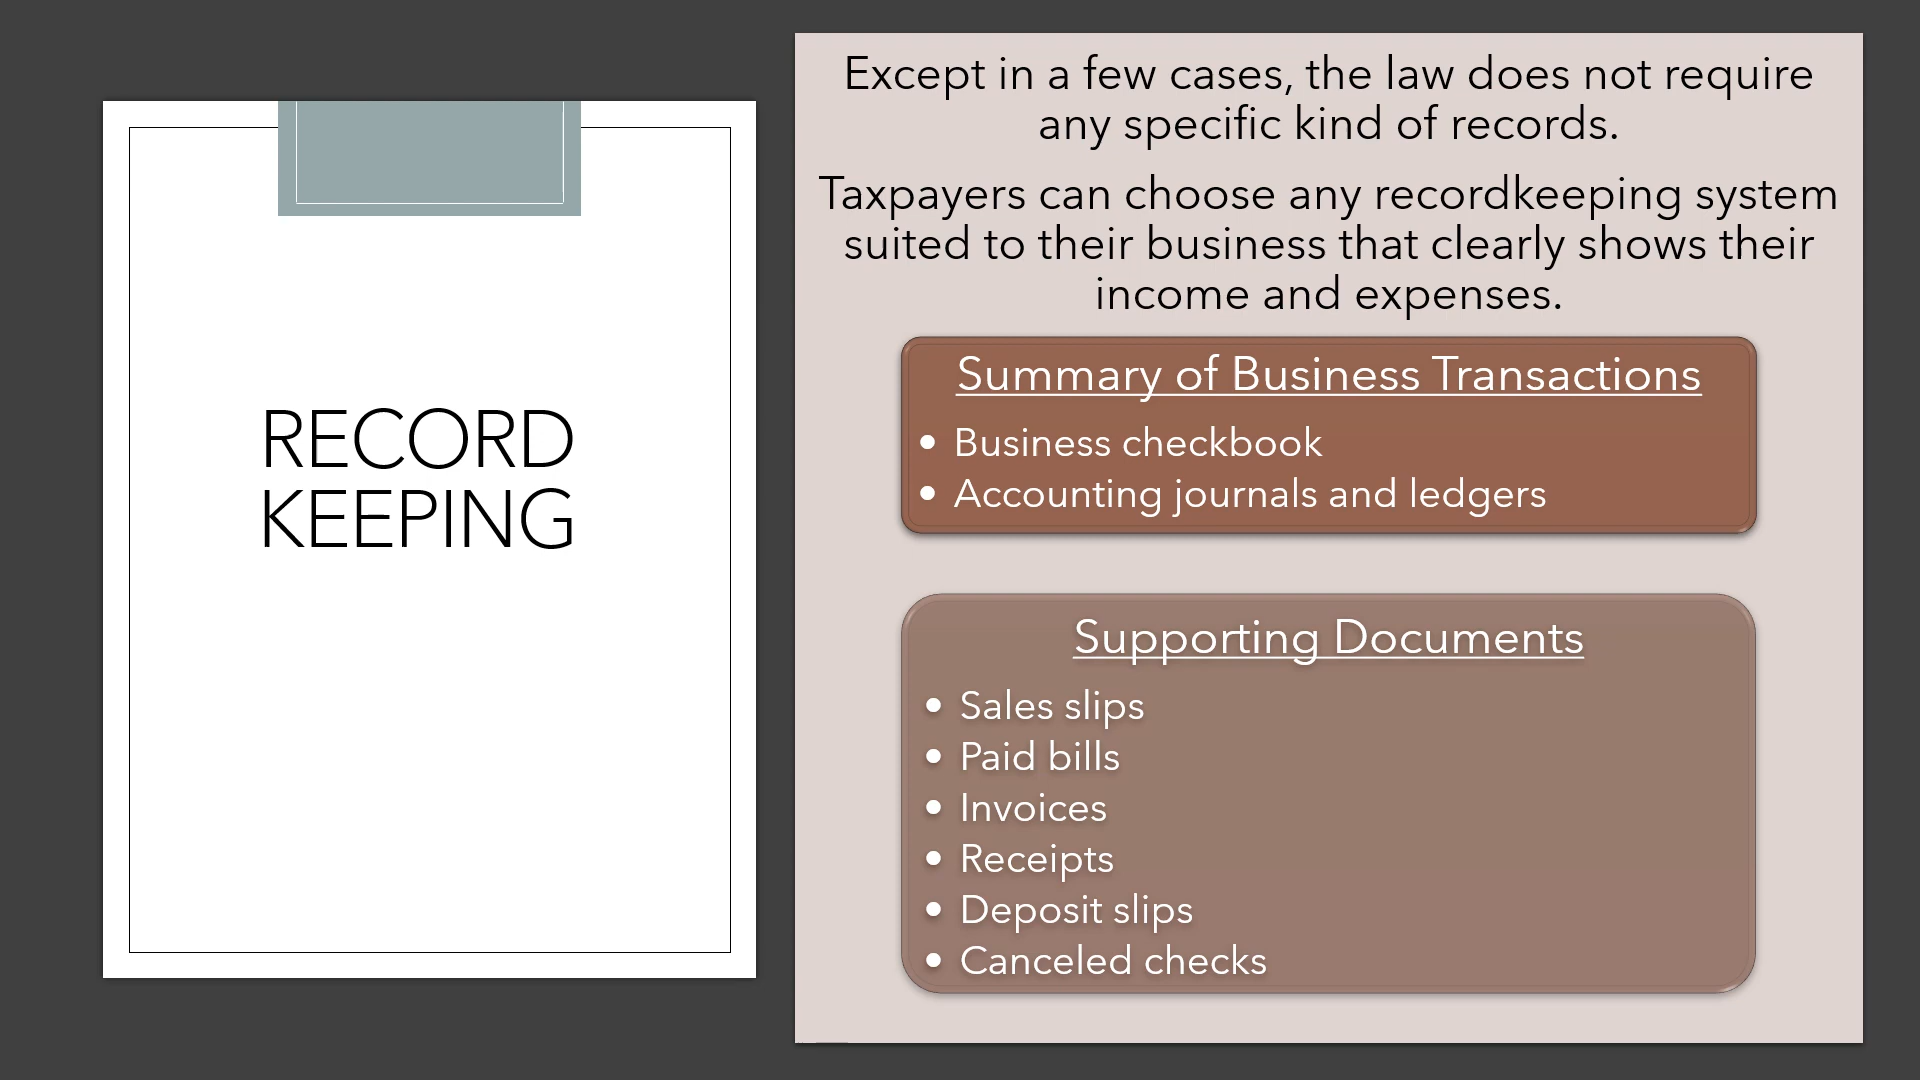 RECORD
KEEPING
Except in a few cases, the law does not require
any specific kind of records.
Taxpayers can choose any recordkeeping system
suited to their business that clearly shows their
income and expenses.
Summary of Business Transactions
• Business checkbook
• Accounting journals and ledgers
Supporting Documents
• Sales slips
• Paid bills
• Invoices
• Receipts
• Deposit slips
• Canceled checks